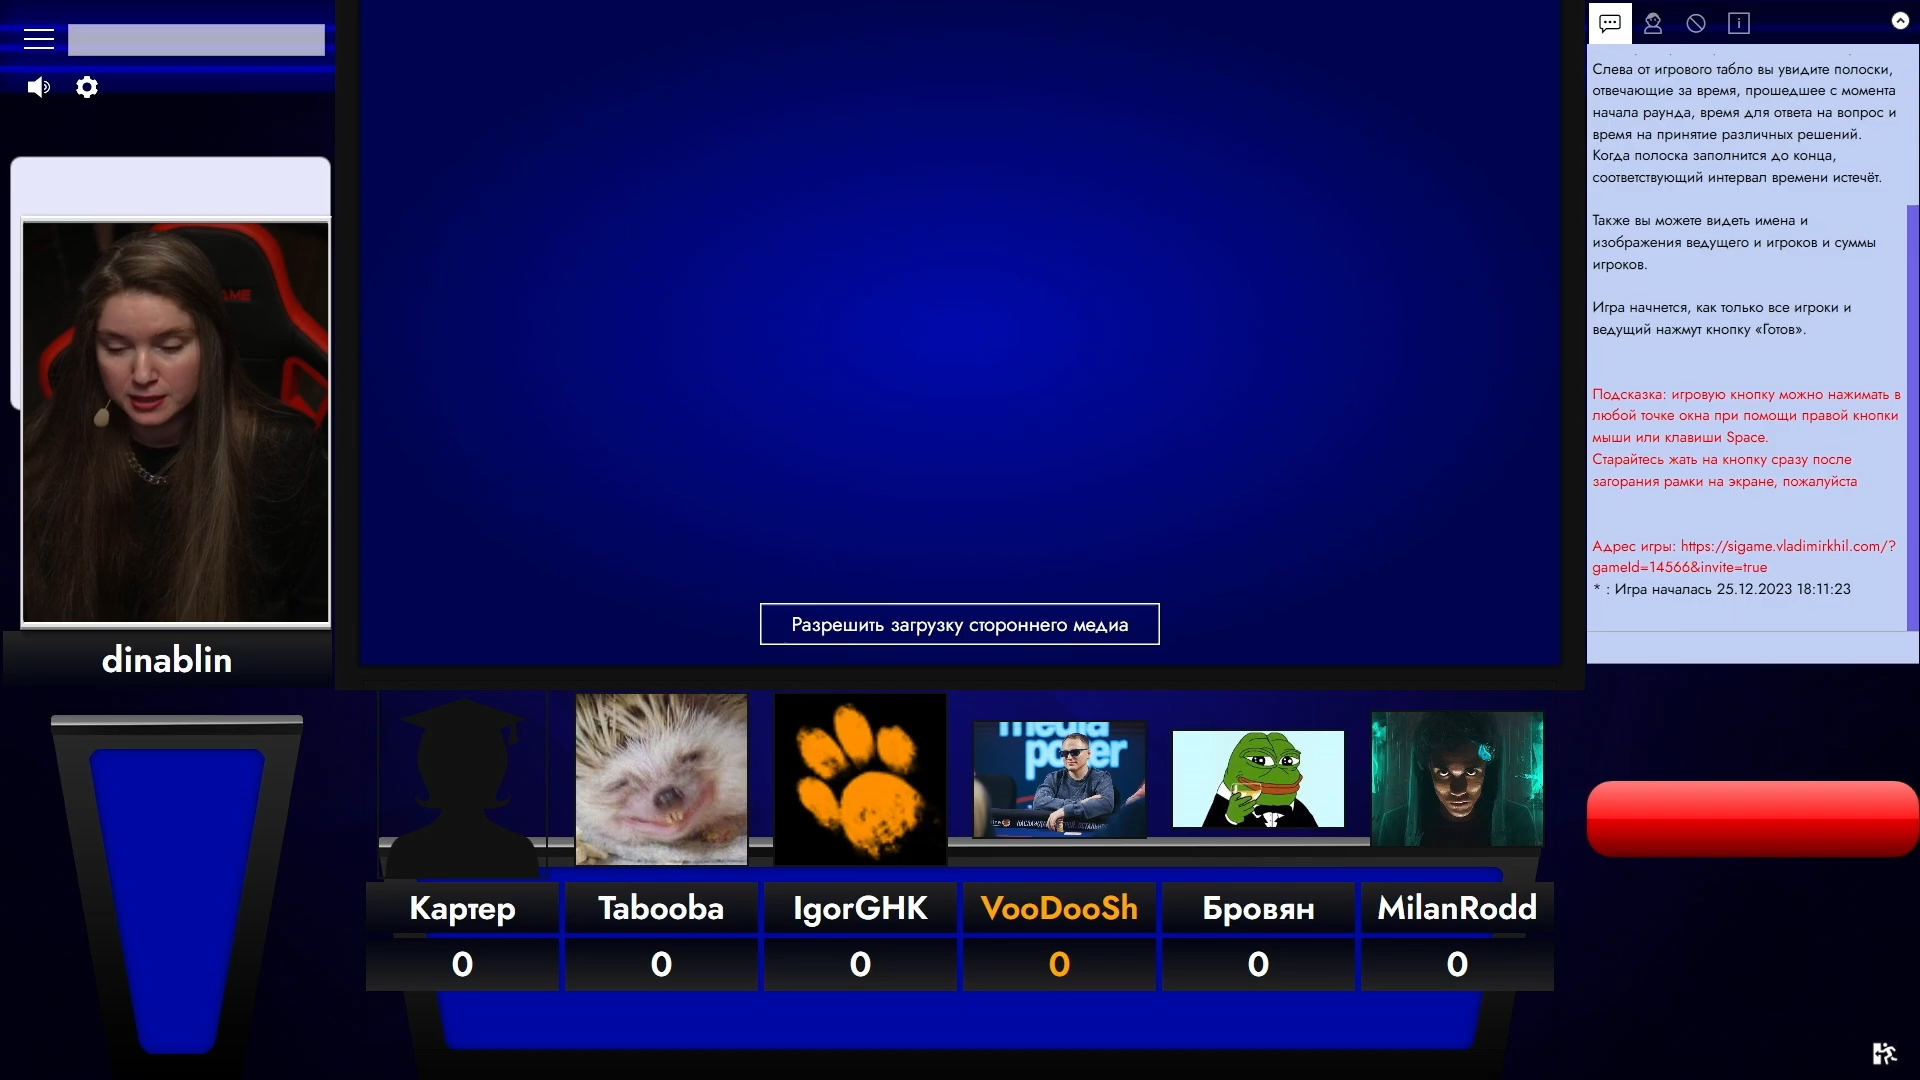 Слева от игрового табло вы увидите полоски,
отвечающие за время, прошедшее с момента
начала раунда, время для ответа на вопрос и
время на принятие различных решений.
Когда полоска заполнится до конца,
соответствующий интервал времени истечёт.
Также вы можете видеть имена и
изображения ведущего и игроков и суммы
игроков.
Игра начнется, как только все игроки и
ведущий нажмут кнопку «Готов».
Подсказка: игровую кнопку можно нажимать в
любой точке окна при помощи правой кнопки
мыши или клавиши Space.
Старайтесь жать на кнопку сразу после
загорания рамки на экране, пожалуйста
Адрес игры: https://sigame.vladimirkhil.com/?
gameId=14566&invite=true
* : Игра началась 25.12.2023 18:11:23
Разрешить загрузку стороннего медиа
dinablin
media
poker
Картер
Tabooba
IgorGHK
VooDooSh
Бровян
MilanRodd
0
0
0
0
0
0